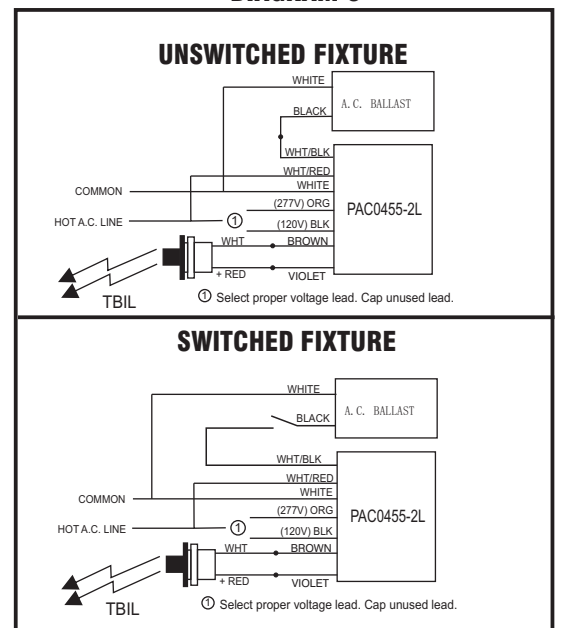 UNSWITCHED FIXTURE
WHITE
A.C. BALLAST
BLACK
WHT/BLK
WHT/RED
WHITE
COMMON
(277V) ORG
PAC0455-2L
HOT A.C. LINE
①
(120V) BLK
WHT
BROWN
+ RED
VIOLET
TBIL
① Select proper voltage lead. Cap unused lead.
SWITCHED FIXTURE
WHITE
A.C. BALLAST
BLACK
WHT/BLK
WHT/RED
WHITE
COMMON
(277V) ORG
PAC0455-2L
HOT A.C. LINE
①
(120V) BLK
WHT
BROWN
+ RED
VIOLET
TBIL
① Select proper voltage lead. Cap unused lead.